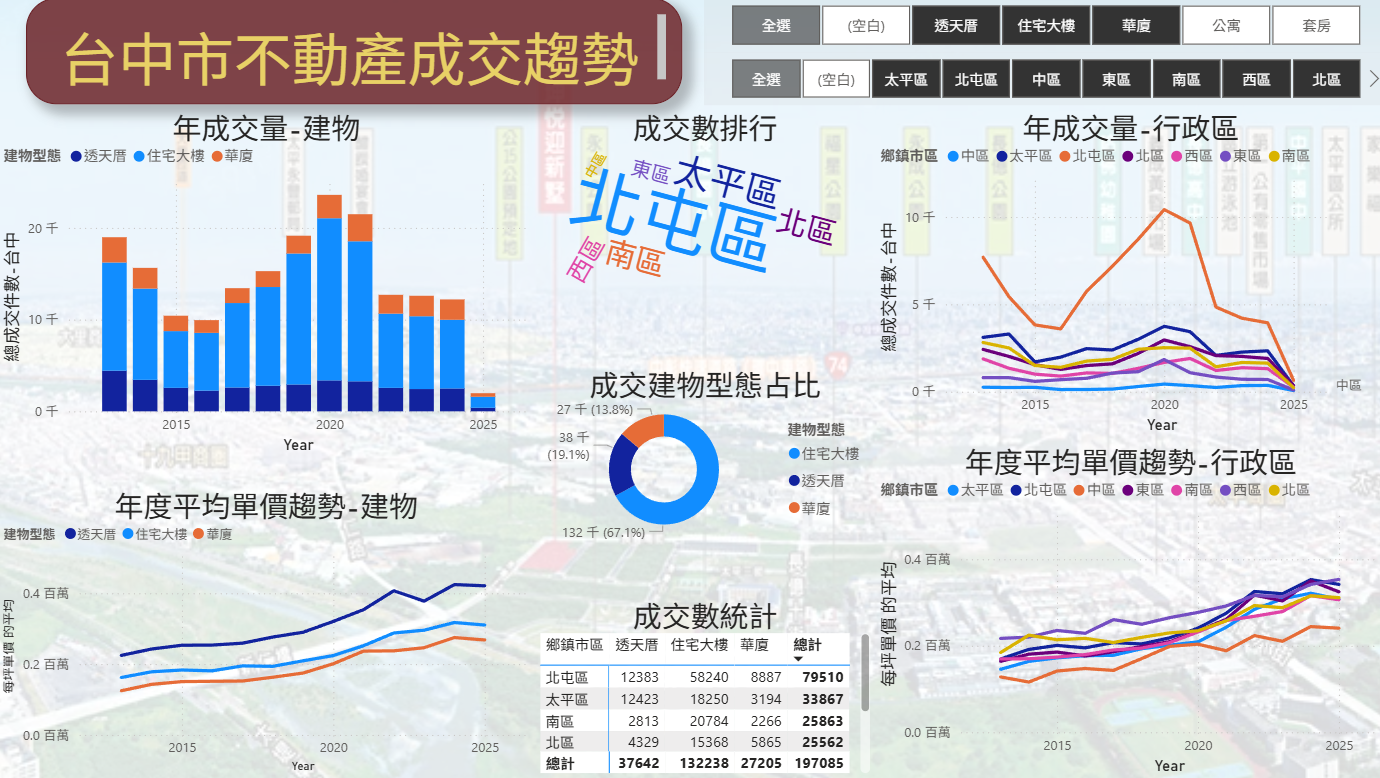 台中市不動產成交趨勢
全選 (空白) 透天厝 住宅大樓 華廈 公寓 套房
全選 (空白) 太平區 北屯區 中區 東區 南區 西區 北區
年成交量-建物
建物型態 透天厝 住宅大樓 華廈
總成交件數-台中
20 千
10 千
0 千
2015 2020 2025
Year
成交數排行
中區 東區 太平區
北屯區 北區
西區 南區
年成交量-行政區
鄉鎮市區 中區 太平區 北屯區 北區 西區 東區 南區
總成交件數-台中
10 千
5 千
0 千
中區
2015 2020 2025
Year
成交建物型態占比
27 千 (13.8%)
38 千
(19.1%)
132 千 (67.1%)
建物型態
住宅大樓
透天厝
華廈
年度平均單價趨勢-建物
建物型態 透天厝 住宅大樓 華廈
每坪單價 的平均
0.4 百萬
0.2 百萬
0.0 百萬
2015 2020 2025
Year
成交數統計
鄉鎮市區 透天厝 住宅大樓 華廈 總計
北屯區 12383 58240 8887 79510
太平區 12423 18250 3194 33867
南區 2813 20784 2266 25863
北區 4329 15368 5865 25562
總計 37642 132238 27205 197085
年度平均單價趨勢-行政區
鄉鎮市區 太平區 北屯區 中區 東區 南區 西區 北區
每坪單價 的平均
0.4 百萬
0.2 百萬
0.0 百萬
2015 2020 2025
Year
祝迎新墅
74